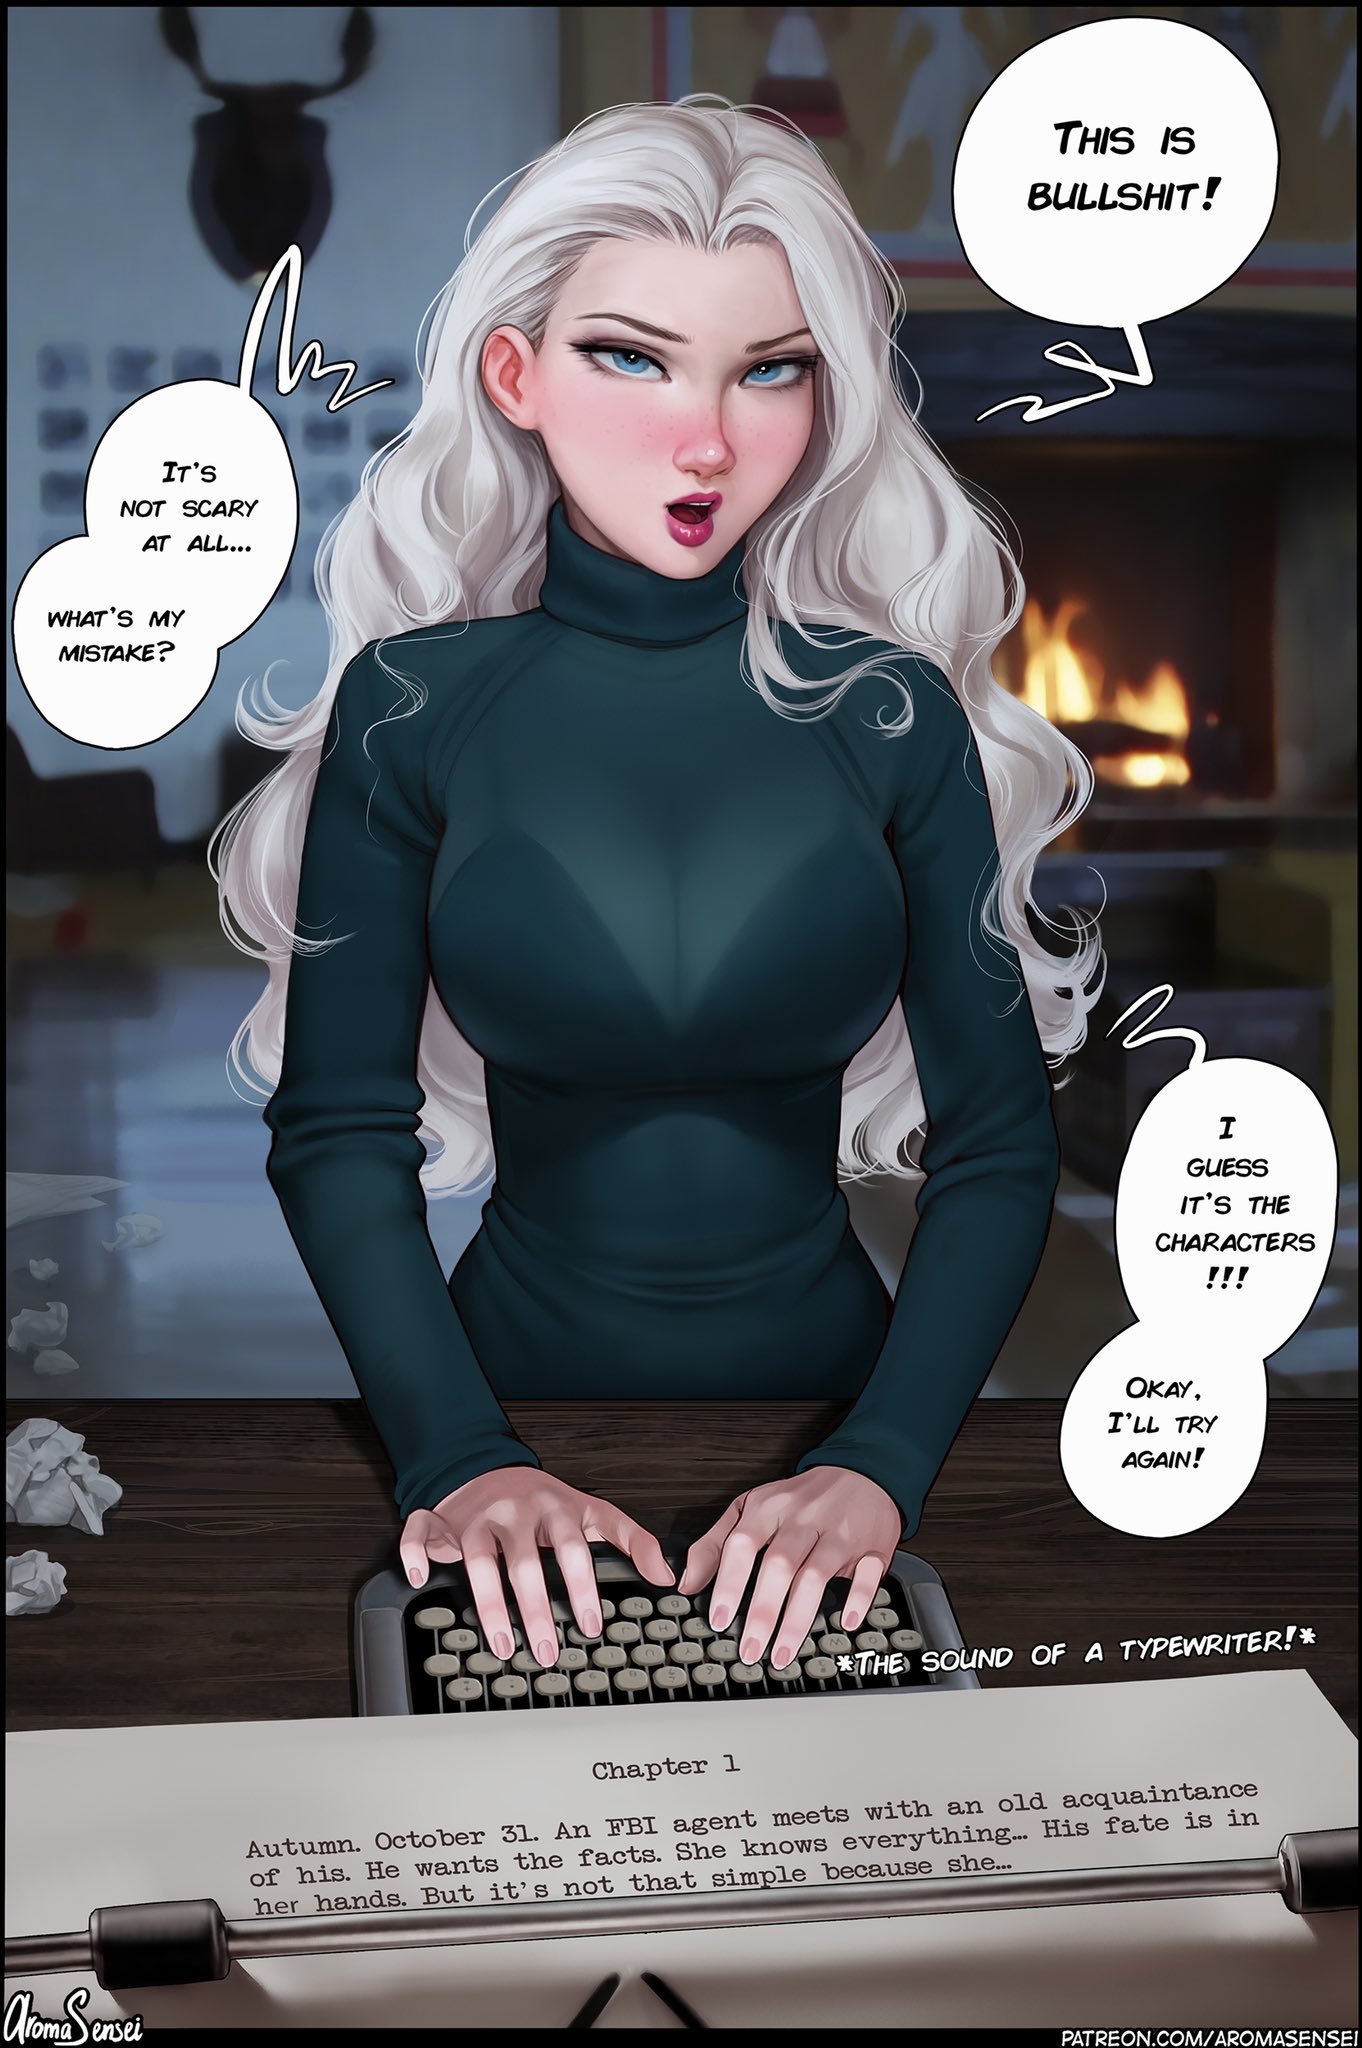 THIS IS
BULLSHIT!
IT'S
NOT SCARY
AT ALL...
WHAT'S MY
MISTAKE?
I
GUESS
IT'S THE
CHARACTERS
!!!
OKAY,
I'LL TRY
AGAIN!
*THE SOUND OF A TYPEWRITER!*
Chapter 1
Autumn. October 31. An FBI agent meets with an old acquaintance
of his. He wants the facts. She knows everything... His fate is in
her hands. But it's not that simple because she...
AromaSensei
PATREON.COM/AROMASENSEI